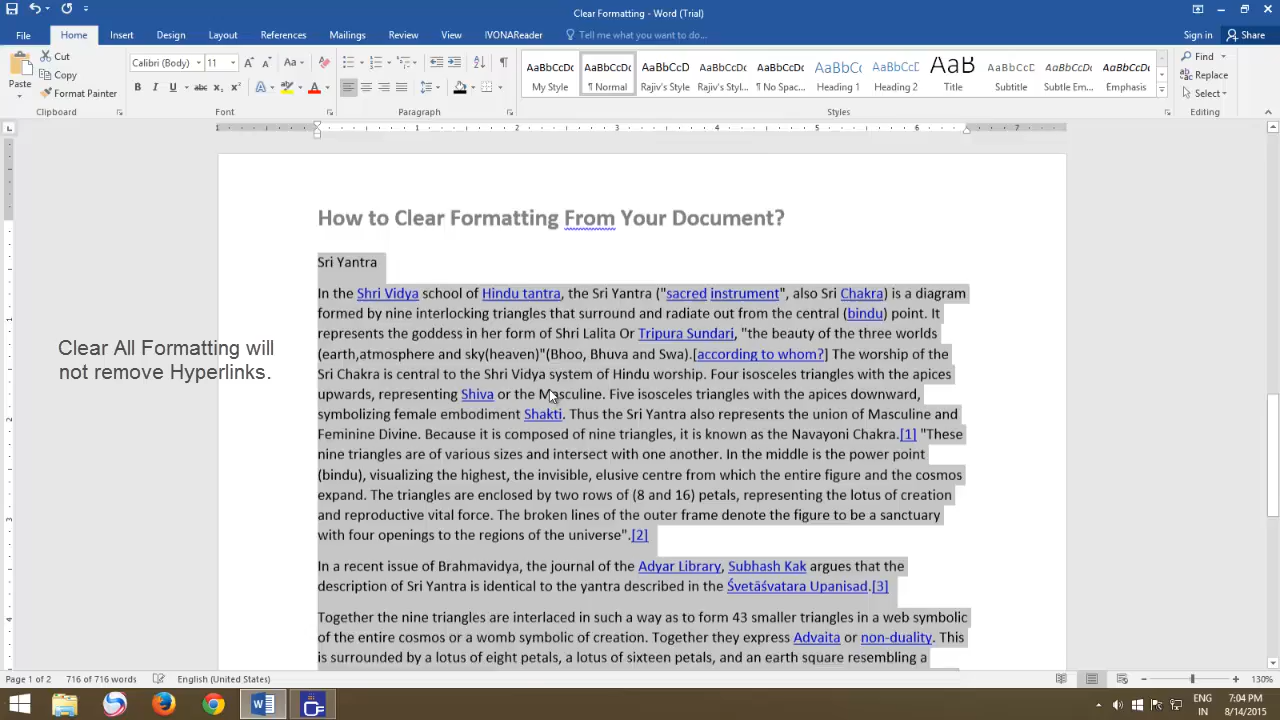 Clear Formatting - Word (Trial)
File Home Insert Design Layout References Mailings Review View IVONAReader Tell me what you want to do... Sign in Share
Paste Cut Copy Format Painter
Clipboard
Calibri (Body) 11
B I U abc x₂ x²
Font
Paragraph
AaBbCcDc AaBbCcDc AaBbCcD AaBbCcDc AaBbCcDc AaBbCc AaBbCcD AaB AaBbCcD AaBbCcDc AaBbCcDc
My Style ¶ Normal Rajiv's Style Rajiv's Styl... ¶ No Spac... Heading 1 Heading 2 Title Subtitle Subtle Em... Emphasis
Styles
Find
Replace
Select
Editing
1 1 2 3 4 5 6 7
How to Clear Formatting From Your Document?
Sri Yantra
In the Shri Vidya school of Hindu tantra, the Sri Yantra ("sacred instrument", also Sri Chakra) is a diagram
formed by nine interlocking triangles that surround and radiate out from the central (bindu) point. It
represents the goddess in her form of Shri Lalita Or Tripura Sundari, "the beauty of the three worlds
(earth,atmosphere and sky(heaven)"(Bhoo, Bhuva and Swa).[according to whom?] The worship of the
Sri Chakra is central to the Shri Vidya system of Hindu worship. Four isosceles triangles with the apices
upwards, representing Shiva or the Masculine. Five isosceles triangles with the apices downward,
symbolizing female embodiment Shakti. Thus the Sri Yantra also represents the union of Masculine and
Feminine Divine. Because it is composed of nine triangles, it is known as the Navayoni Chakra.[1] "These
nine triangles are of various sizes and intersect with one another. In the middle is the power point
(bindu), visualizing the highest, the invisible, elusive centre from which the entire figure and the cosmos
expand. The triangles are enclosed by two rows of (8 and 16) petals, representing the lotus of creation
and reproductive vital force. The broken lines of the outer frame denote the figure to be a sanctuary
with four openings to the regions of the universe".[2]
In a recent issue of Brahmavidya, the journal of the Adyar Library, Subhash Kak argues that the
description of Sri Yantra is identical to the yantra described in the Śvetāśvatara Upanisad.[3]
Together the nine triangles are interlaced in such a way as to form 43 smaller triangles in a web symbolic
of the entire cosmos or a womb symbolic of creation. Together they express Advaita or non-duality. This
is surrounded by a lotus of eight petals, a lotus of sixteen petals, and an earth square resembling a
Clear All Formatting will
not remove Hyperlinks.
Page 1 of 2 716 of 716 words English (United States) 130%
ENG
IN
7:04 PM
8/14/2015